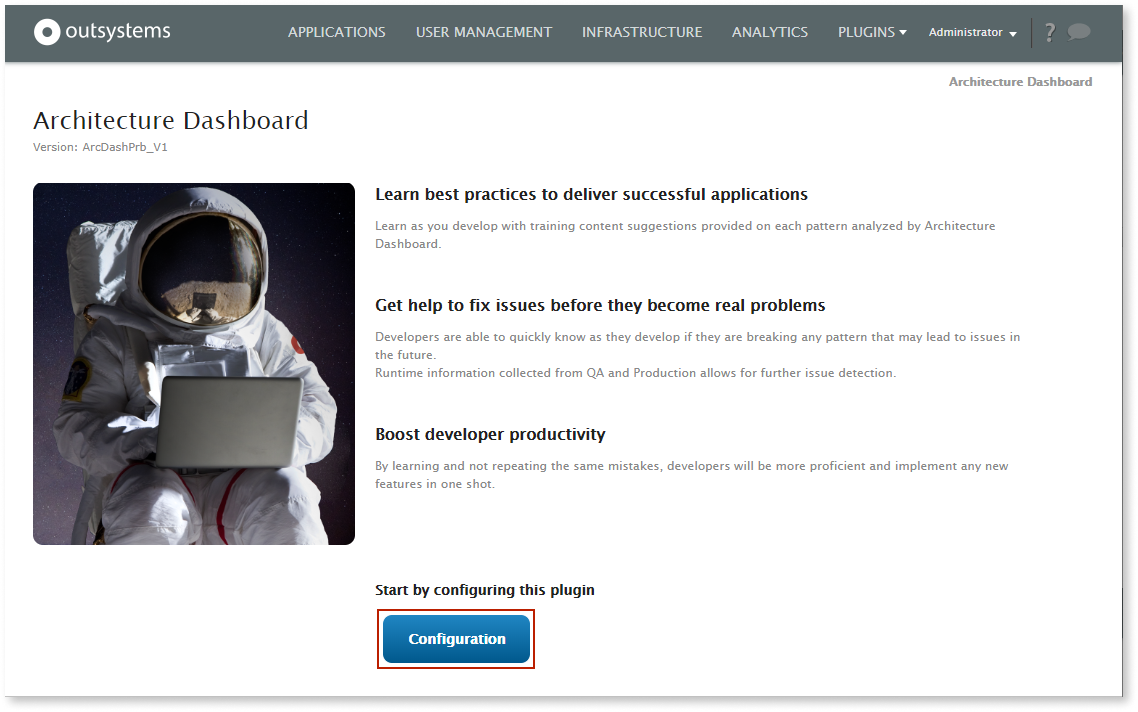 outsystems
APPLICATIONS
USER MANAGEMENT
INFRASTRUCTURE
ANALYTICS
PLUGINS
Administrator
?
Architecture Dashboard
Architecture Dashboard
Version: ArcDashPrb_V1
Learn best practices to deliver successful applications
Learn as you develop with training content suggestions provided on each pattern analyzed by Architecture
Dashboard.
Get help to fix issues before they become real problems
Developers are able to quickly know as they develop if they are breaking any pattern that may lead to issues in
the future.
Runtime information collected from QA and Production allows for further issue detection.
Boost developer productivity
By learning and not repeating the same mistakes, developers will be more proficient and implement any new
features in one shot.
Start by configuring this plugin
Configuration